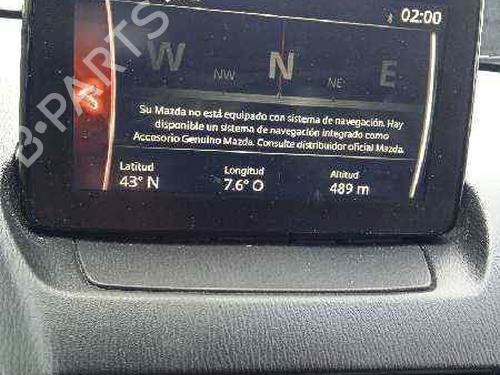 02:00
W NW N NE E
Su Mazda no está equipado con sistema de navegación. Hay
disponible un sistema de navegación integrado como
Accesorio Genuino Mazda. Consulte distribuidor oficial Mazda.
Latitud Longitud Altitud
43° N 7.6° O 489 m
B-PARTS